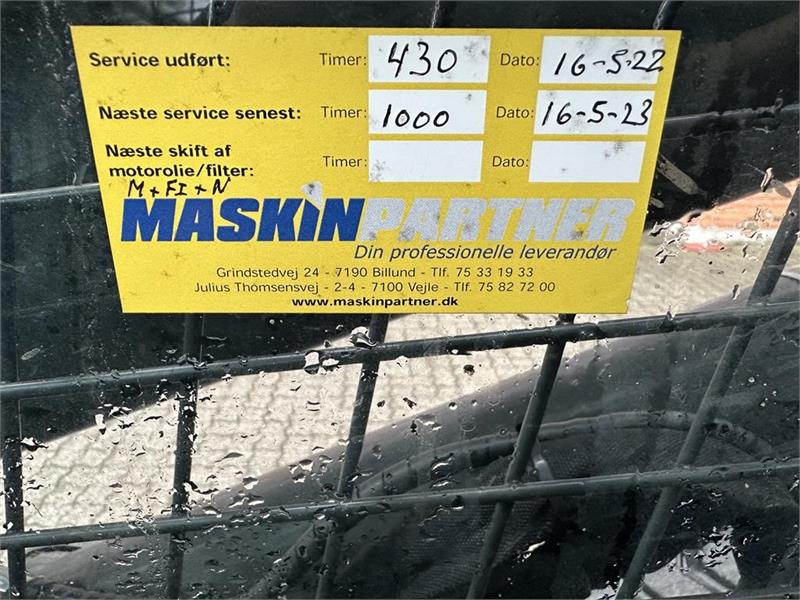 Service udført: Timer: 430 Dato: 16-5-22
Næste service senest: Timer: 1000 Dato: 16-5-23
Næste skift af
motorolie/filter: Timer: Dato:
M+FI+N
MASKINPARTNER
Din professionelle leverandør
Grindstedvej 24 - 7190 Billund - Tlf. 75 33 19 33
Julius Thomsensvej - 2-4 - 7100 Vejle - Tlf. 75 82 72 00
www.maskinpartner.dk